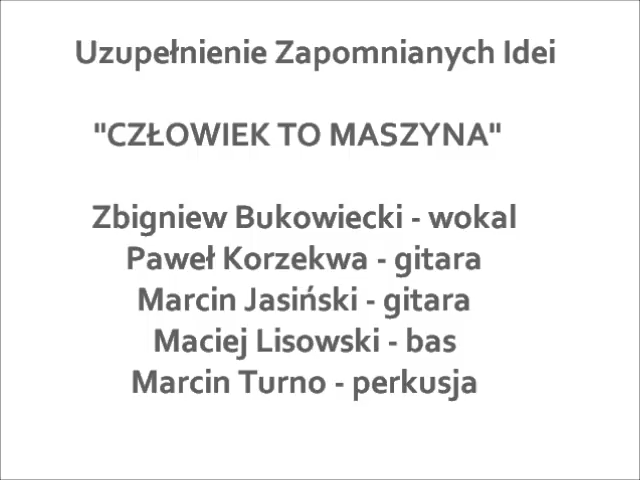 Uzupełnienie Zapomnianych Idei
"CZŁOWIEK TO MASZYNA"
Zbigniew Bukowiecki - wokal
Paweł Korzekwa - gitara
Marcin Jasiński - gitara
Maciej Lisowski - bas
Marcin Turno - perkusja